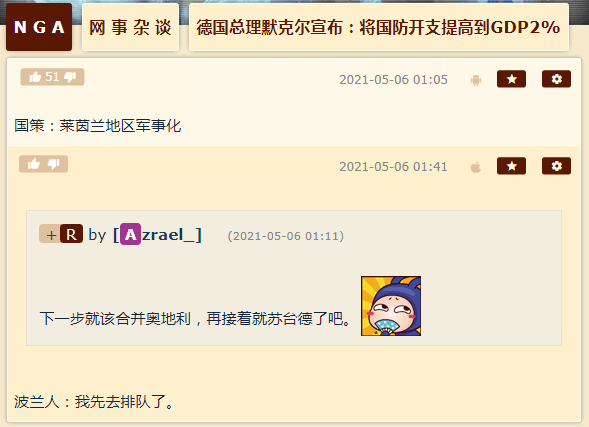 NGA 网事杂谈 德国总理默克尔宣布：将国防开支提高到GDP2%
51 2021-05-06 01:05
国策：莱茵兰地区军事化
2021-05-06 01:41
+R by [Azrael_] (2021-05-06 01:11)
下一步就该合并奥地利，再接着就苏台德了吧。
波兰人：我先去排队了。